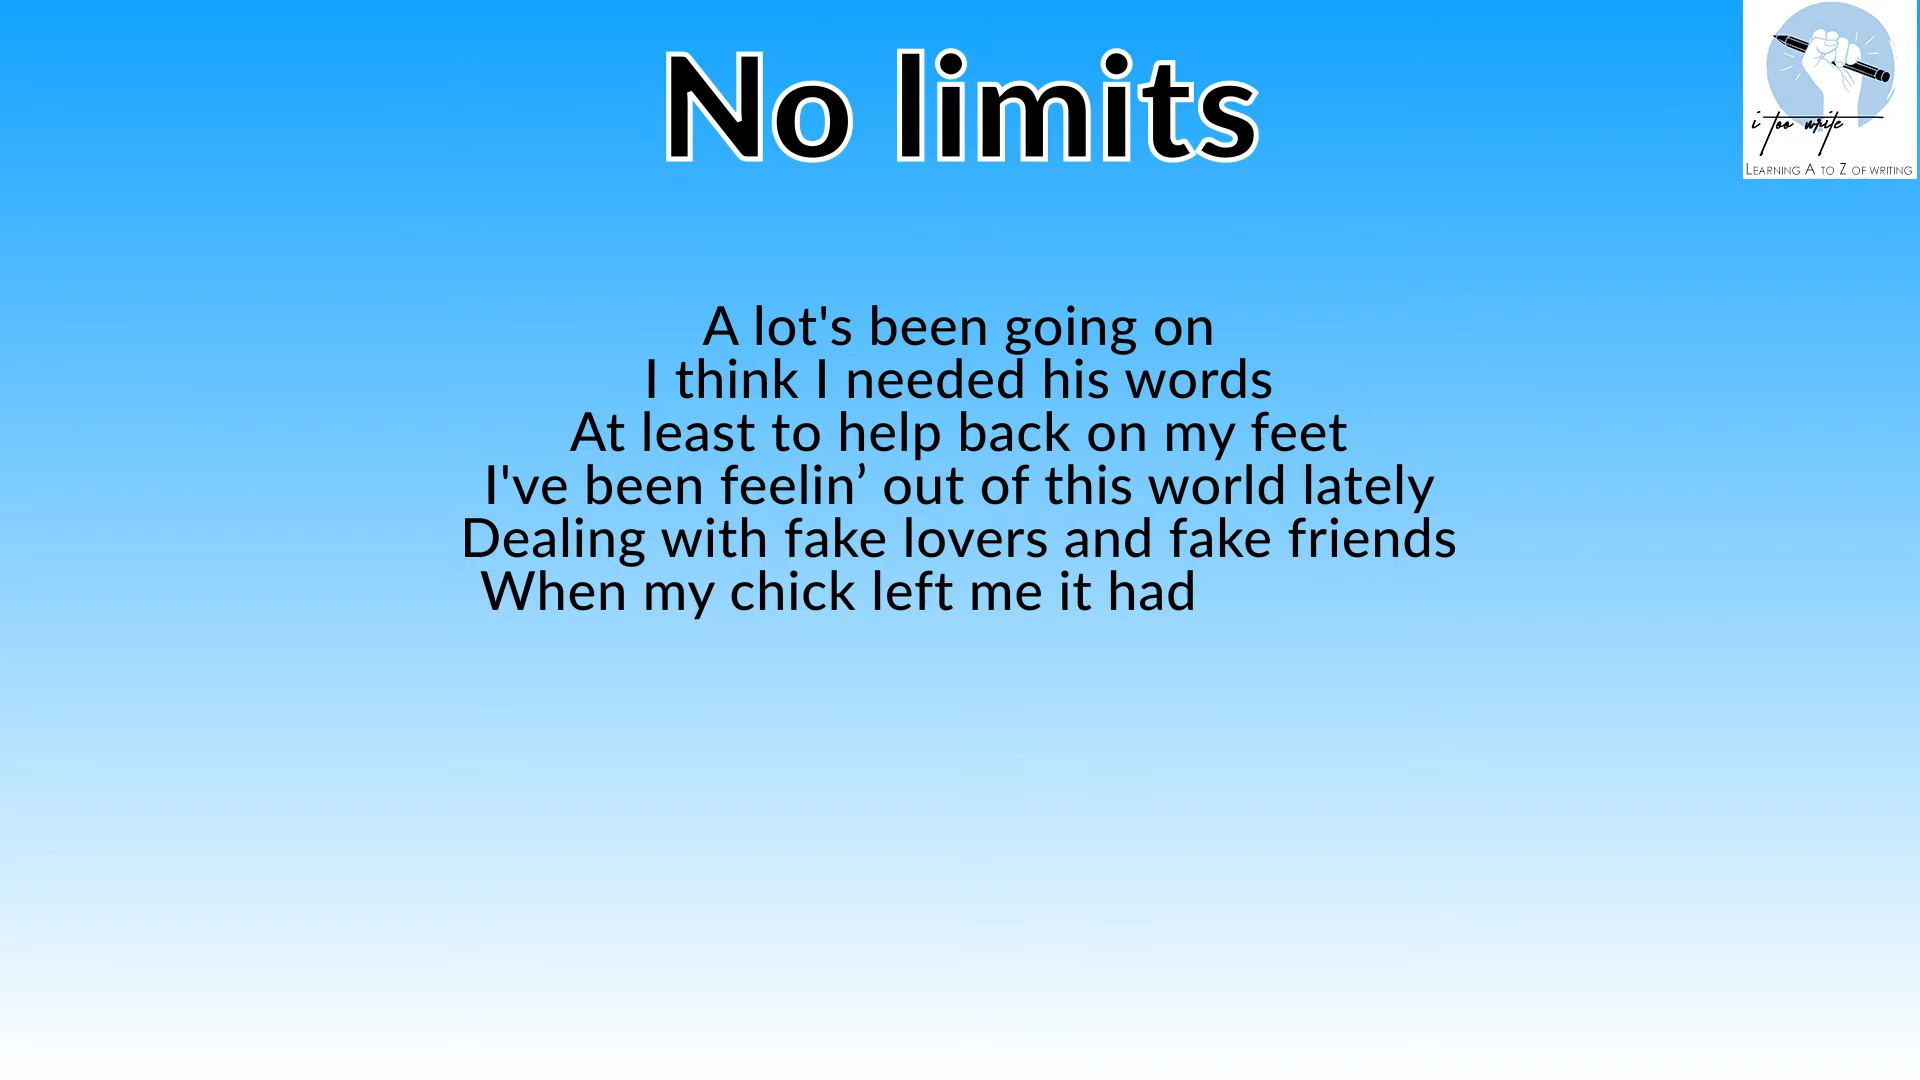 No limits
i too write
LEARNING A TO Z OF WRITING
A lot's been going on
I think I needed his words
At least to help back on my feet
I've been feelin’ out of this world lately
Dealing with fake lovers and fake friends
When my chick left me it had